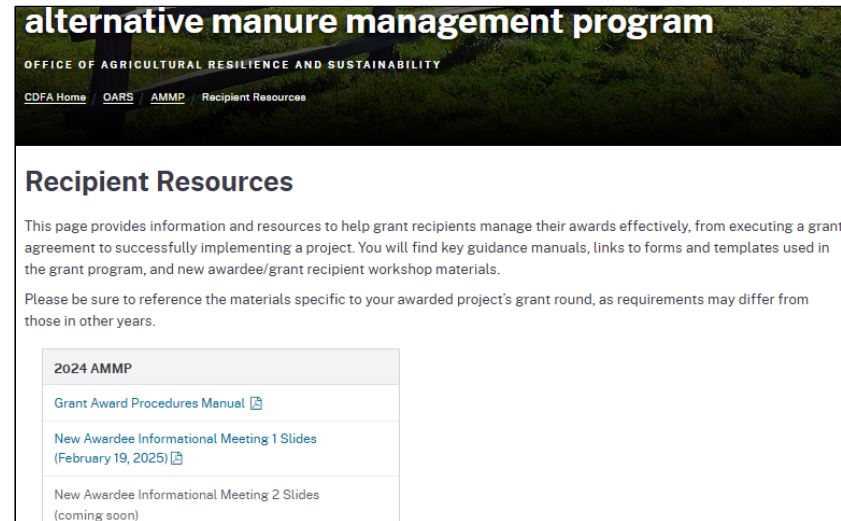 alternative manure management program
OFFICE OF AGRICULTURAL RESILIENCE AND SUSTAINABILITY
CDFA Home / OARS / AMMP / Recipient Resources
Recipient Resources
This page provides information and resources to help grant recipients manage their awards effectively, from executing a grant
agreement to successfully implementing a project. You will find key guidance manuals, links to forms and templates used in
the grant program, and new awardee/grant recipient workshop materials.
Please be sure to reference the materials specific to your awarded project's grant round, as requirements may differ from
those in other years.
2024 AMMP
Grant Award Procedures Manual
New Awardee Informational Meeting 1 Slides
(February 19, 2025)
New Awardee Informational Meeting 2 Slides
(coming soon)